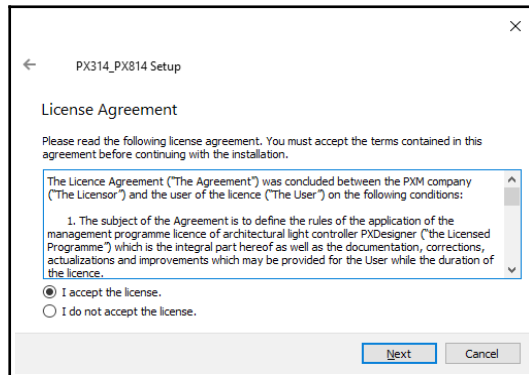 PX314_PX814 Setup
License Agreement
Please read the following license agreement. You must accept the terms contained in this
agreement before continuing with the installation.
The Licence Agreement ("The Agreement") was concluded between the PXM company
("The Licensor") and the user of the licence ("The User") on the following conditions:
1. The subject of the Agreement is to define the rules of the application of the
management programme licence of architectural light controller PXDesigner ("the Licensed
Programme") which is the integral part hereof as well as the documentation, corrections,
actualizations and improvements which may be provided for the User while the duration of
the licence.
I accept the license.
I do not accept the license.
Next Cancel